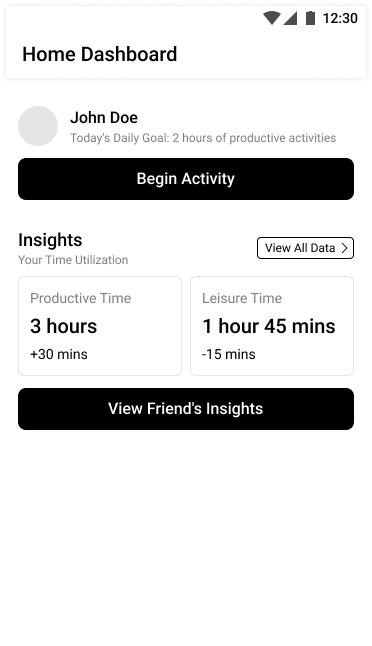 12:30
Home Dashboard
John Doe
Today's Daily Goal: 2 hours of productive activities
Begin Activity
Insights
Your Time Utilization
View All Data
Productive Time
3 hours
+30 mins
Leisure Time
1 hour 45 mins
-15 mins
View Friend's Insights